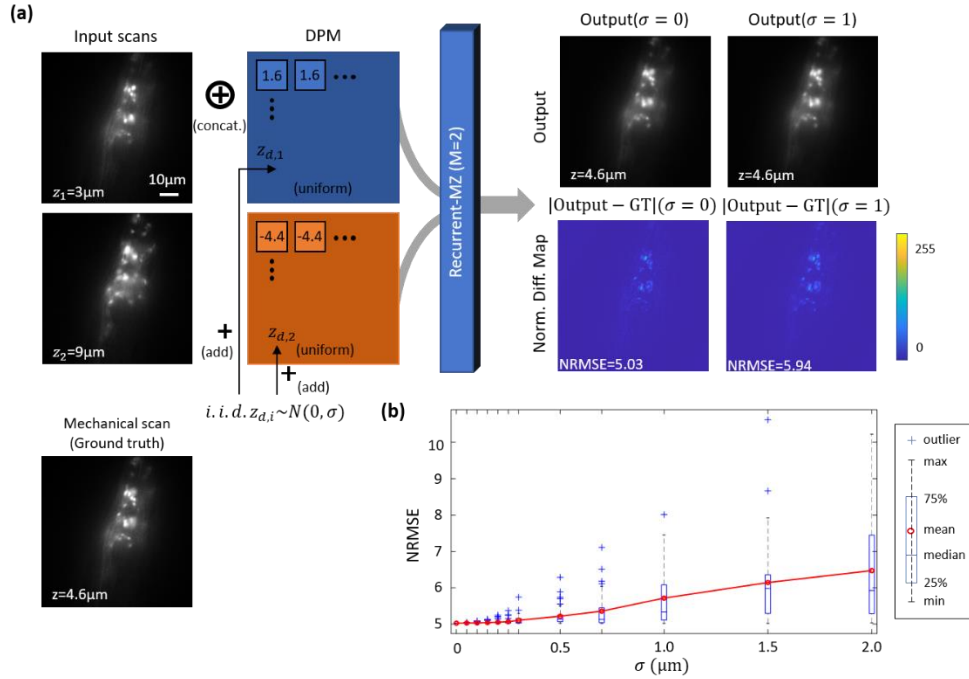 (a)
Input scans
DPM
Output(σ = 0)
Output(σ = 1)
z₁=3μm
10μm
⊕
(concat.)
1.6
1.6
•••
z_{d,1}
(uniform)
Recurrent-MZ (M=2)
Output
z=4.6μm
z=4.6μm
z₂=9μm
+
(add)
-4.4
-4.4
•••
z_{d,2}
(uniform)
+
(add)
i. i. d. z_{d,i}~N(0, σ)
|Output − GT|(σ = 0)
|Output − GT|(σ = 1)
Norm. Diff. Map
NRMSE=5.03
NRMSE=5.94
255
0
Mechanical scan
(Ground truth)
z=4.6μm
(b)
NRMSE
10
9
8
7
6
5
0
0.5
1.0
1.5
2.0
σ (μm)
outlier
max
75%
mean
median
25%
min